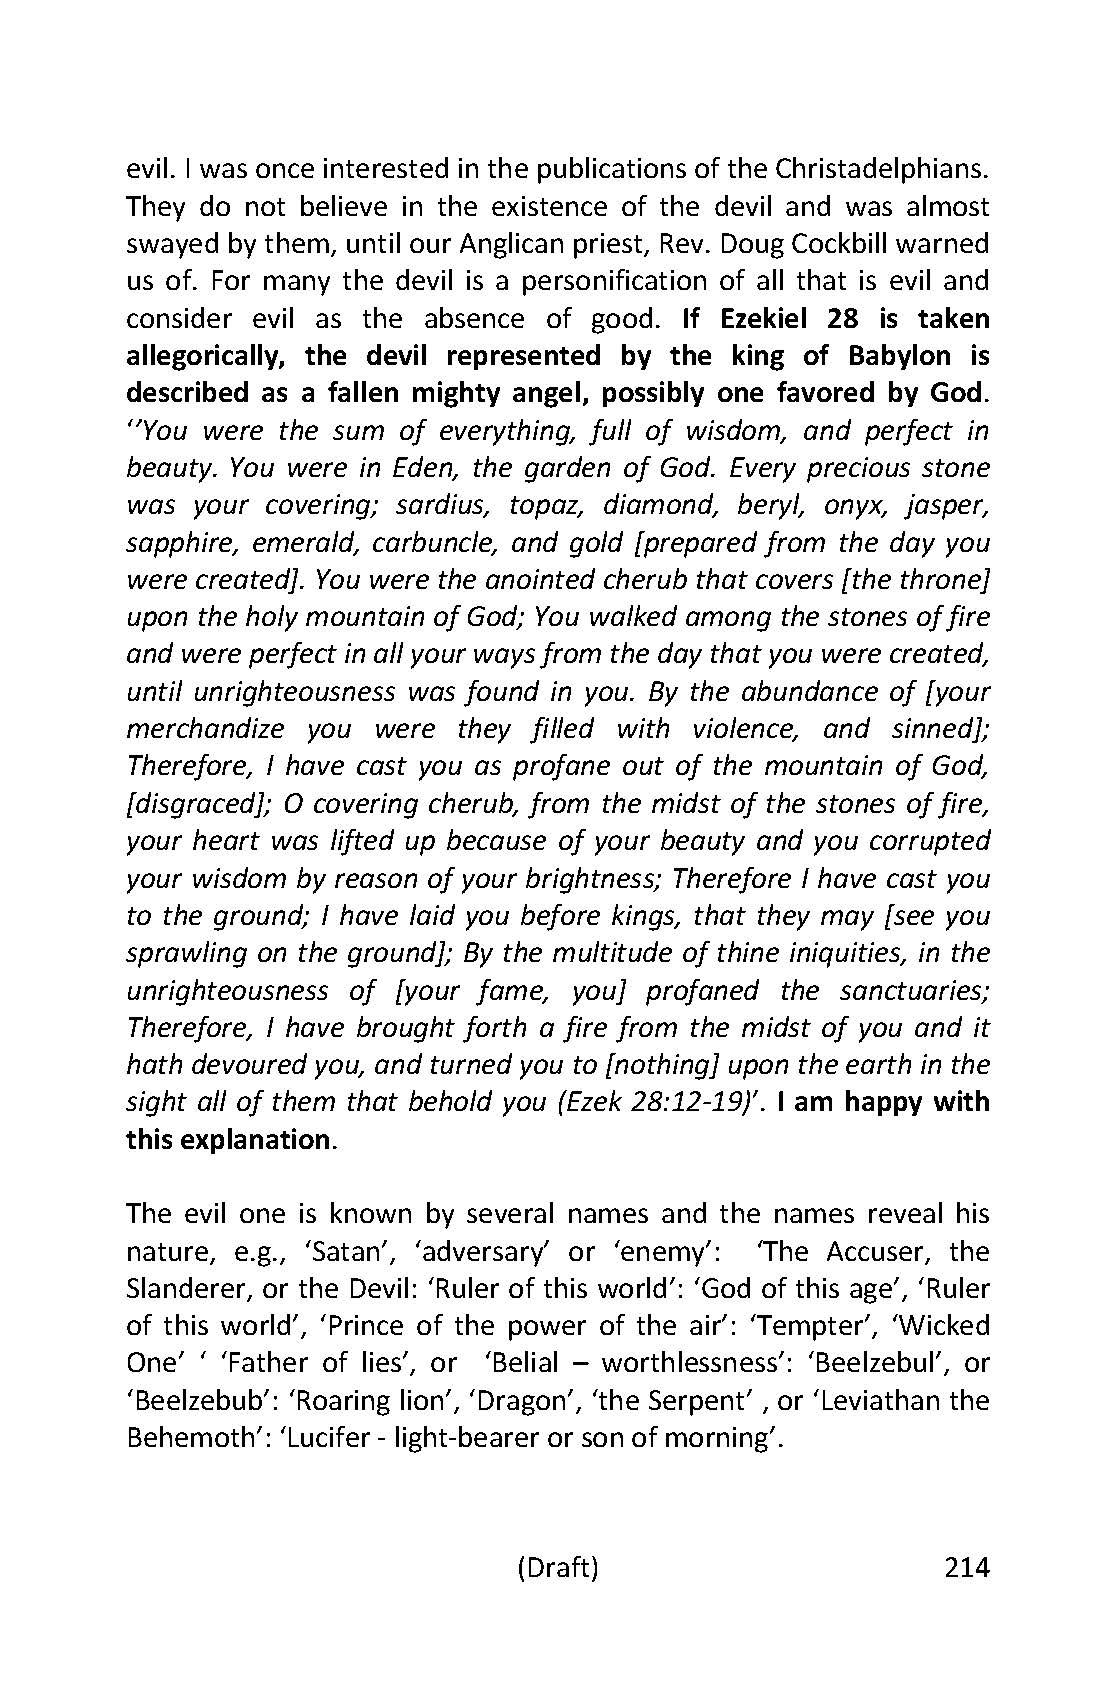 evil. I was once interested in the publications of the Christadelphians.
They do not believe in the existence of the devil and was almost
swayed by them, until our Anglican priest, Rev. Doug Cockbill warned
us of. For many the devil is a personification of all that is evil and
consider evil as the absence of good. If Ezekiel 28 is taken
allegorically, the devil represented by the king of Babylon is
described as a fallen mighty angel, possibly one favored by God.
‘’You were the sum of everything, full of wisdom, and perfect in
beauty. You were in Eden, the garden of God. Every precious stone
was your covering; sardius, topaz, diamond, beryl, onyx, jasper,
sapphire, emerald, carbuncle, and gold [prepared from the day you
were created]. You were the anointed cherub that covers [the throne]
upon the holy mountain of God; You walked among the stones of fire
and were perfect in all your ways from the day that you were created,
until unrighteousness was found in you. By the abundance of [your
merchandize you were they filled with violence, and sinned];
Therefore, I have cast you as profane out of the mountain of God,
[disgraced]; O covering cherub, from the midst of the stones of fire,
your heart was lifted up because of your beauty and you corrupted
your wisdom by reason of your brightness; Therefore I have cast you
to the ground; I have laid you before kings, that they may [see you
sprawling on the ground]; By the multitude of thine iniquities, in the
unrighteousness of [your fame, you] profaned the sanctuaries;
Therefore, I have brought forth a fire from the midst of you and it
hath devoured you, and turned you to [nothing] upon the earth in the
sight all of them that behold you (Ezek 28:12-19)’. I am happy with
this explanation.
The evil one is known by several names and the names reveal his
nature, e.g., ‘Satan’, ‘adversary’ or ‘enemy’: ‘The Accuser, the
Slanderer, or the Devil: ‘Ruler of this world’: ‘God of this age’, ‘Ruler
of this world’, ‘Prince of the power of the air’: ‘Tempter’, ‘Wicked
One’ ‘ ‘Father of lies’, or ‘Belial – worthlessness’: ‘Beelzebul’, or
‘Beelzebub’: ‘Roaring lion’, ‘Dragon’, ‘the Serpent’ , or ‘Leviathan the
Behemoth’: ‘Lucifer - light-bearer or son of morning’.
(Draft) 214